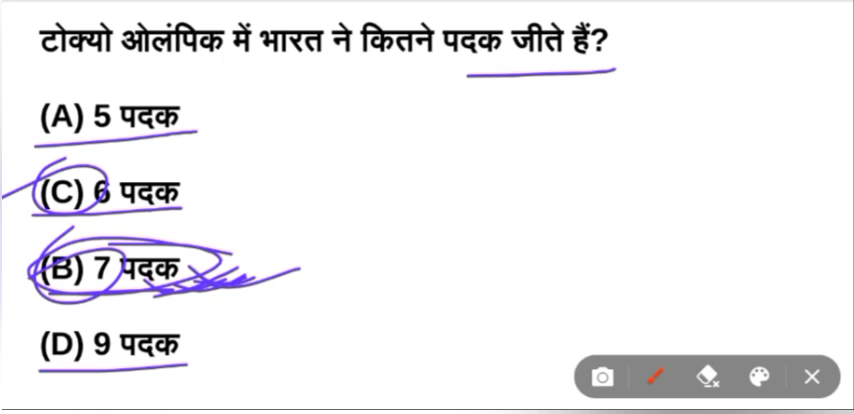 टोक्यो ओलंपिक में भारत ने कितने पदक जीते हैं?
(A) 5 पदक
(C) 6 पदक
(B) 7 पदक
(D) 9 पदक